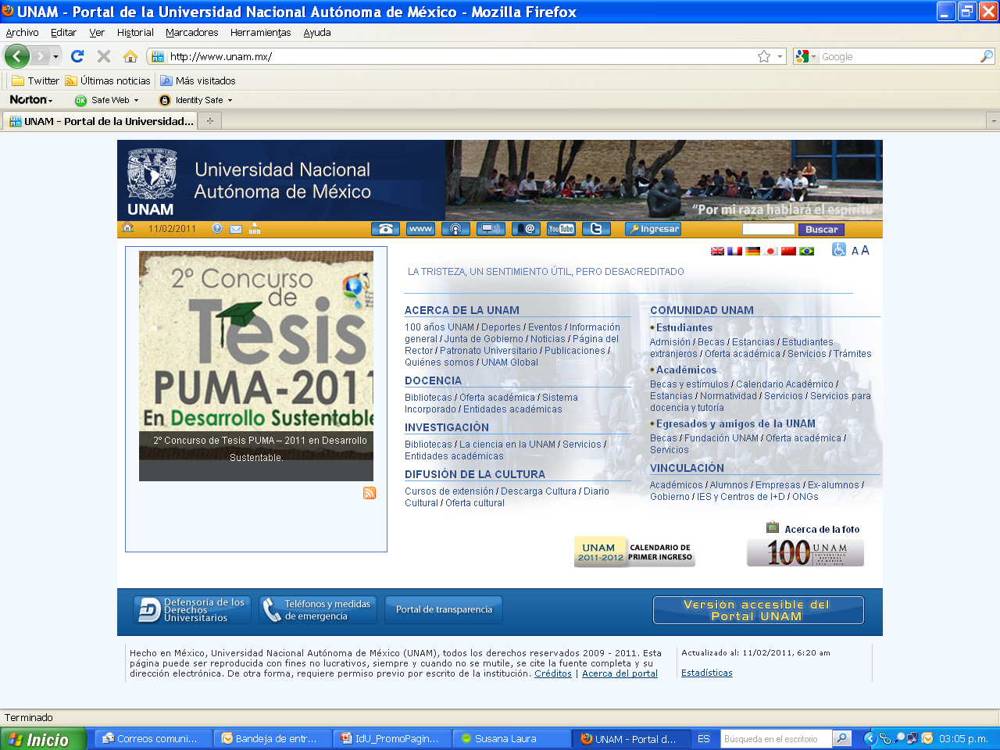 UNAM - Portal de la Universidad Nacional Autónoma de México - Mozilla Firefox
Archivo Editar Ver Historial Marcadores Herramientas Ayuda
http://www.unam.mx/
Google
Twitter Últimas noticias Más visitados
Norton Safe Web Identity Safe
OK
UNAM - Portal de la Universidad...
Universidad Nacional
Autónoma de México
UNAM
“Por mi raza hablará el espíritu
11/02/2011
www
YouTube
Ingresar
Buscar
A A
2º Concurso
de
Tesis
PUMA-2011
En Desarrollo Sustentable
2º Concurso de Tesis PUMA – 2011 en Desarrollo
Sustentable.
LA TRISTEZA, UN SENTIMIENTO ÚTIL, PERO DESACREDITADO
ACERCA DE LA UNAM
100 años UNAM / Deportes / Eventos / Información
general / Junta de Gobierno / Noticias / Página del
Rector / Patronato Universitario / Publicaciones /
Quiénes somos / UNAM Global
DOCENCIA
Bibliotecas / Oferta académica / Sistema
Incorporado / Entidades académicas
INVESTIGACIÓN
Bibliotecas / La ciencia en la UNAM / Servicios /
Entidades académicas
DIFUSIÓN DE LA CULTURA
Cursos de extensión / Descarga Cultura / Diario
Cultural / Oferta cultural
COMUNIDAD UNAM
Estudiantes
Admisión / Becas / Estancias / Estudiantes
extranjeros / Oferta académica / Servicios / Trámites
Académicos
Becas y estímulos / Calendario Académico /
Estancias / Normatividad / Servicios / Servicios para
docencia y tutoría
Egresados y amigos de la UNAM
Becas / Fundación UNAM / Oferta académica /
Servicios
VINCULACIÓN
Académicos / Alumnos / Empresas / Ex-alumnos /
Gobierno / IES y Centros de I+D / ONGs
Acerca de la foto
UNAM
2011-2012
CALENDARIO DE
PRIMER INGRESO
100 UNAM
Defensoría de los
Derechos
Universitarios
Teléfonos y medidas
de emergencia
Portal de transparencia
Versión accesible del
Portal UNAM
Hecho en México, Universidad Nacional Autónoma de México (UNAM), todos los derechos reservados 2009 - 2011. Esta
página puede ser reproducida con fines no lucrativos, siempre y cuando no se mutile, se cite la fuente completa y su
dirección electrónica. De otra forma, requiere permiso previo por escrito de la institución. Créditos | Acerca del portal
Actualizado al: 11/02/2011, 6:20 am
Estadísticas
Terminado
Inicio
Correos comuni...
Bandeja de entr...
IdU_PromoPagin...
Susana Laura
UNAM - Portal d...
ES
Búsqueda en el escritorio
03:05 p.m.